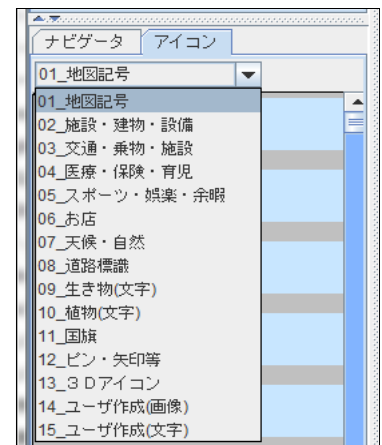 ナビゲータ アイコン
01_地図記号
01_地図記号
02_施設・建物・設備
03_交通・乗物・施設
04_医療・保険・育児
05_スポーツ・娯楽・余暇
06_お店
07_天候・自然
08_道路標識
09_生き物(文字)
10_植物(文字)
11_国旗
12_ピン・矢印等
13_３Ｄアイコン
14_ユーザ作成(画像)
15_ユーザ作成(文字)